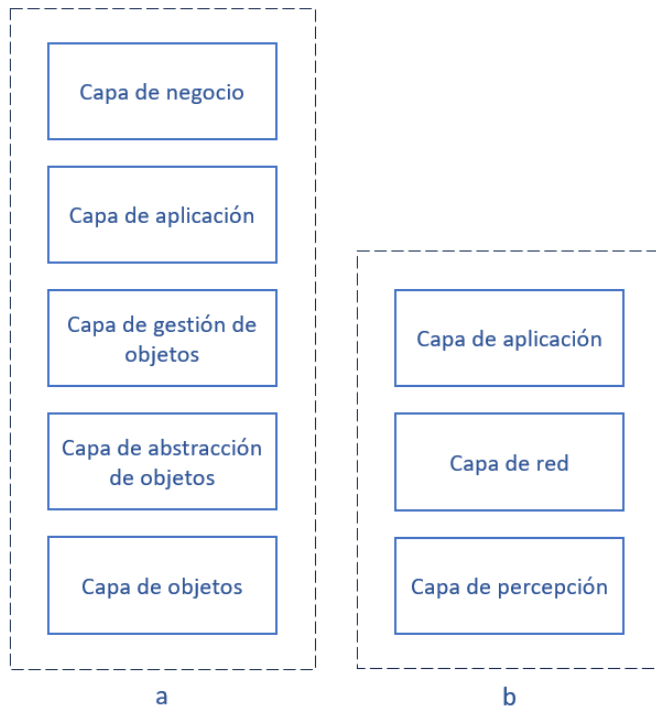 Capa de negocio
Capa de aplicación
Capa de gestión de
objetos
Capa de abstracción
de objetos
Capa de objetos
a
Capa de aplicación
Capa de red
Capa de percepción
b